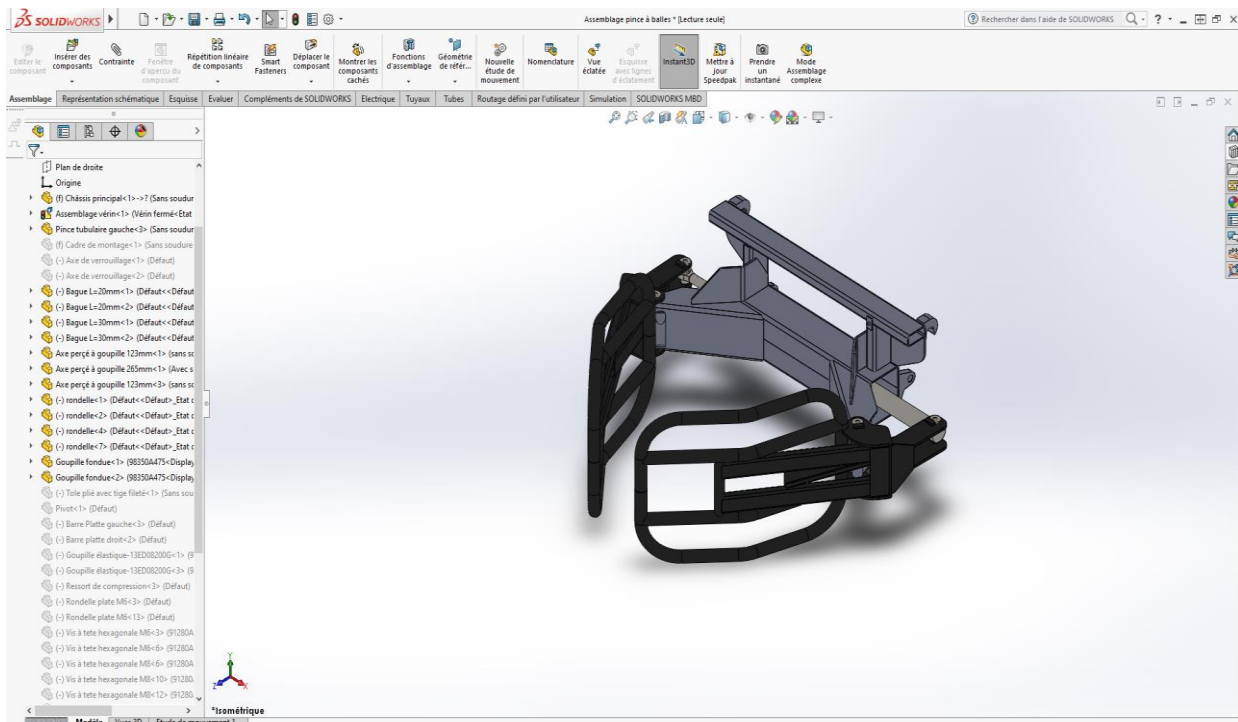 SOLIDWORKS
Assemblage pince à balles * [Lecture seule]
Rechercher dans l'aide de SOLIDWORKS
Editer le composant
Insérer des composants
Contrainte
Fenêtre d'aperçu du composant
Répétition linéaire de composants
Smart Fasteners
Déplacer le composant
Montrer les composants cachés
Fonctions d'assemblage
Géométrie de référ...
Nouvelle étude de mouvement
Nomenclature
Vue éclatée
Esquisse avec lignes d'éclatement
Instant3D
Mettre à jour Speedpak
Prendre un instantané
Mode Assemblage complexe
Assemblage Représentation schématique Esquisse Evaluer Compléments de SOLIDWORKS Electrique Tuyaux Tubes Routage défini par l'utilisateur Simulation SOLIDWORKS MBD
Plan de droite
Origine
(f) Châssis principal<1>->? (Sans soudur
Assemblage vérin<1> (Vérin fermé<Etat
Pince tubulaire gauche<3> (Sans soudur
(f) Cadre de montage<1> (Sans soudure
(-) Axe de verrouillage<1> (Défaut)
(-) Axe de verrouillage<2> (Défaut)
(-) Bague L=20mm<1> (Défaut<<Défaut
(-) Bague L=20mm<2> (Défaut<<Défaut
(-) Bague L=30mm<1> (Défaut<<Défaut
(-) Bague L=30mm<2> (Défaut<<Défaut
Axe perçé à goupille 123mm<1> (sans sc
Axe perçé à goupille 265mm<1> (Avec s
Axe perçé à goupille 123mm<3> (sans sc
(-) rondelle<1> (Défaut<<Défaut>_Etat c
(-) rondelle<2> (Défaut<<Défaut>_Etat c
(-) rondelle<4> (Défaut<<Défaut>_Etat c
(-) rondelle<7> (Défaut<<Défaut>_Etat c
Goupille fondue<1> (98350A475<Display
Goupille fondue<2> (98350A475<Display
(-) Tole plié avec tige fileté<1> (Sans sou
Pivot<1> (Défaut)
(-) Barre Platte gauche<3> (Défaut)
(-) Barre platte droit<2> (Défaut)
(-) Goupille élastique-13ED08200G<1> (9
(-) Goupille élastique-13ED08200G<3> (9
(-) Ressort de compression<3> (Défaut)
(-) Rondelle plate M6<3> (Défaut)
(-) Rondelle plate M6<13> (Défaut)
(-) Vis à tete hexagonale M6<3> (91280A
(-) Vis à tete hexagonale M6<6> (91280A
(-) Vis à tete hexagonale M8<6> (91280A
(-) Vis à tete hexagonale M8<10> (91280.
(-) Vis à tete hexagonale M8<12> (91280.
Y
Z
X
*Isométrique
Modèle Vues 3D Etude de mouvement 1